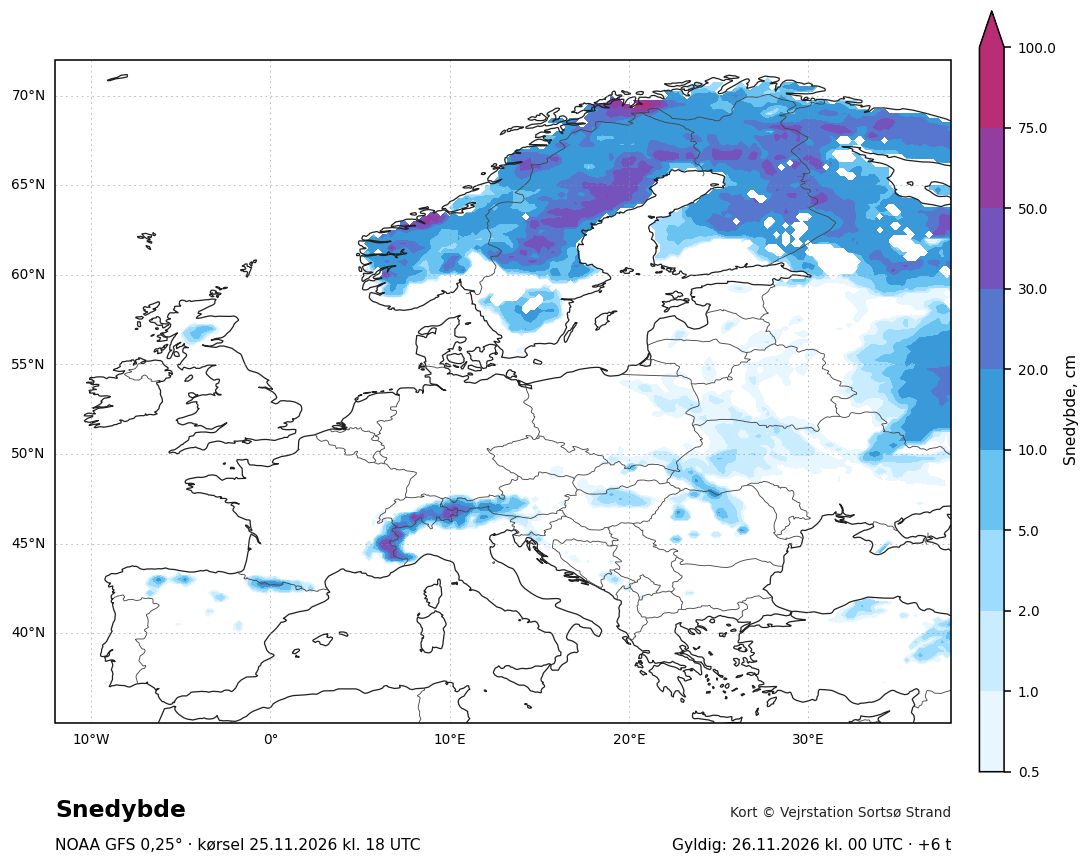 70°N
65°N
60°N
55°N
50°N
45°N
40°N
10°W
0°
10°E
20°E
30°E
100.0
75.0
50.0
30.0
20.0
10.0
5.0
2.0
1.0
0.5
Snedybde, cm
Snedybde
Kort © Vejrstation Sortsø Strand
NOAA GFS 0,25° · kørsel 25.11.2026 kl. 18 UTC
Gyldig: 26.11.2026 kl. 00 UTC · +6 t